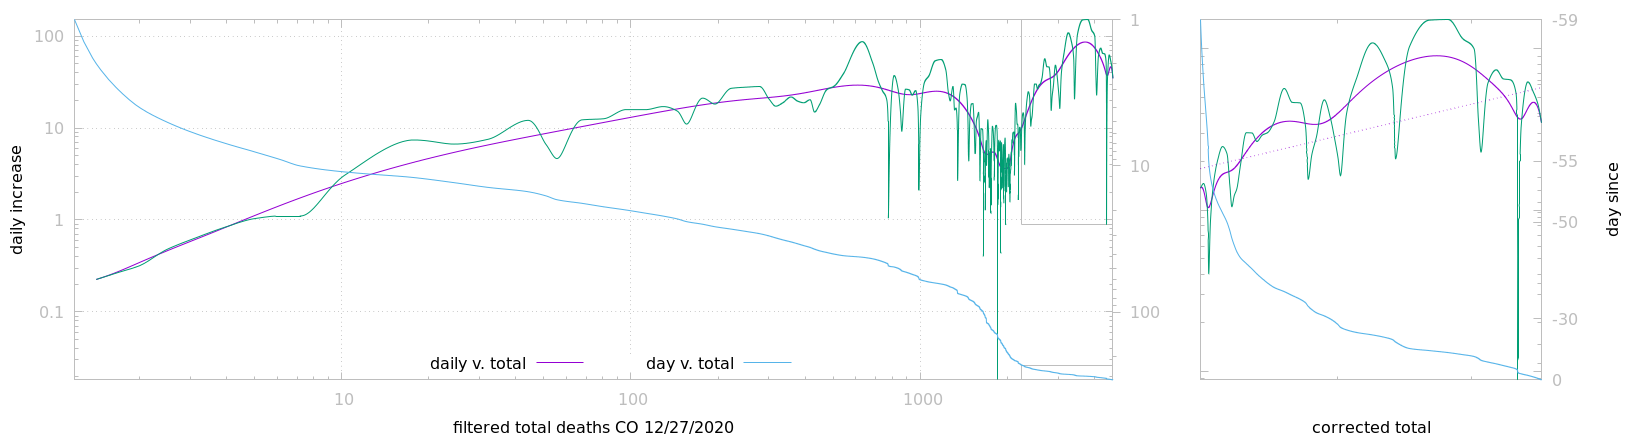 100
10
1
0.1
daily increase
10
100
1000
filtered total deaths CO 12/27/2020
daily v. total
day v. total
1
10
100
-59
-55
-50
-30
0
day since
corrected total